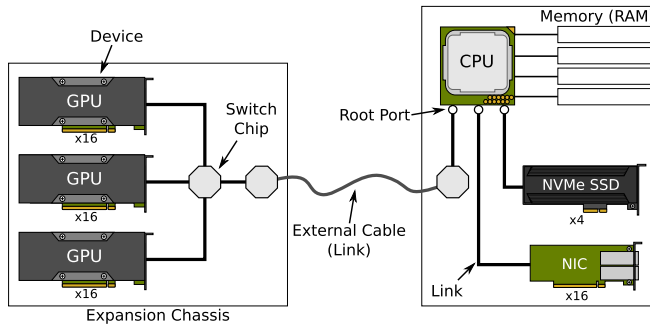 Device
GPU
x16
GPU
x16
GPU
x16
Expansion Chassis
Switch
Chip
External Cable
(Link)
Memory (RAM
CPU
Root Port
NVMe SSD
x4
NIC
x16
Link